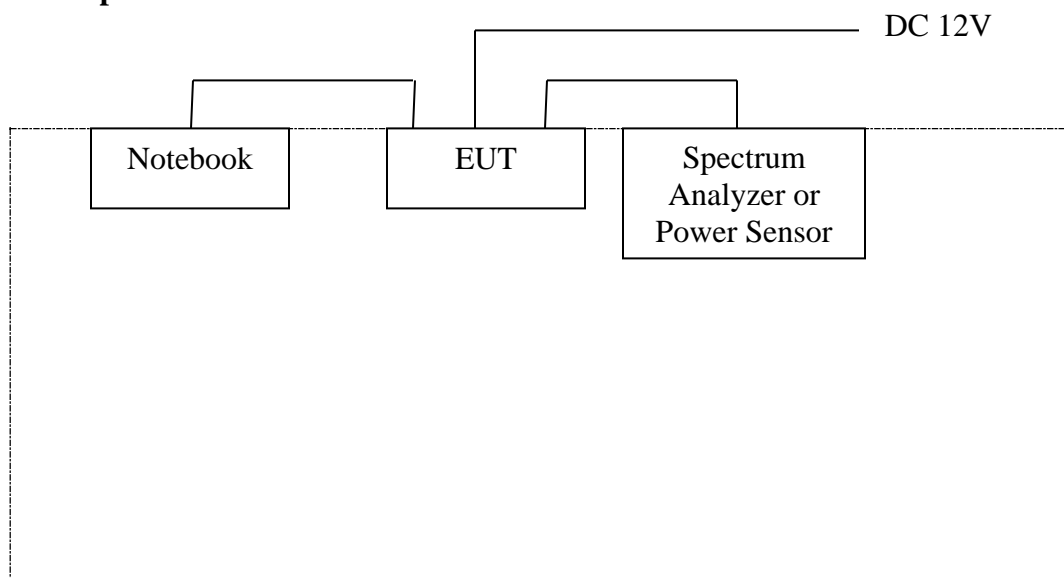 DC 12V
Notebook
EUT
Spectrum
Analyzer or
Power Sensor